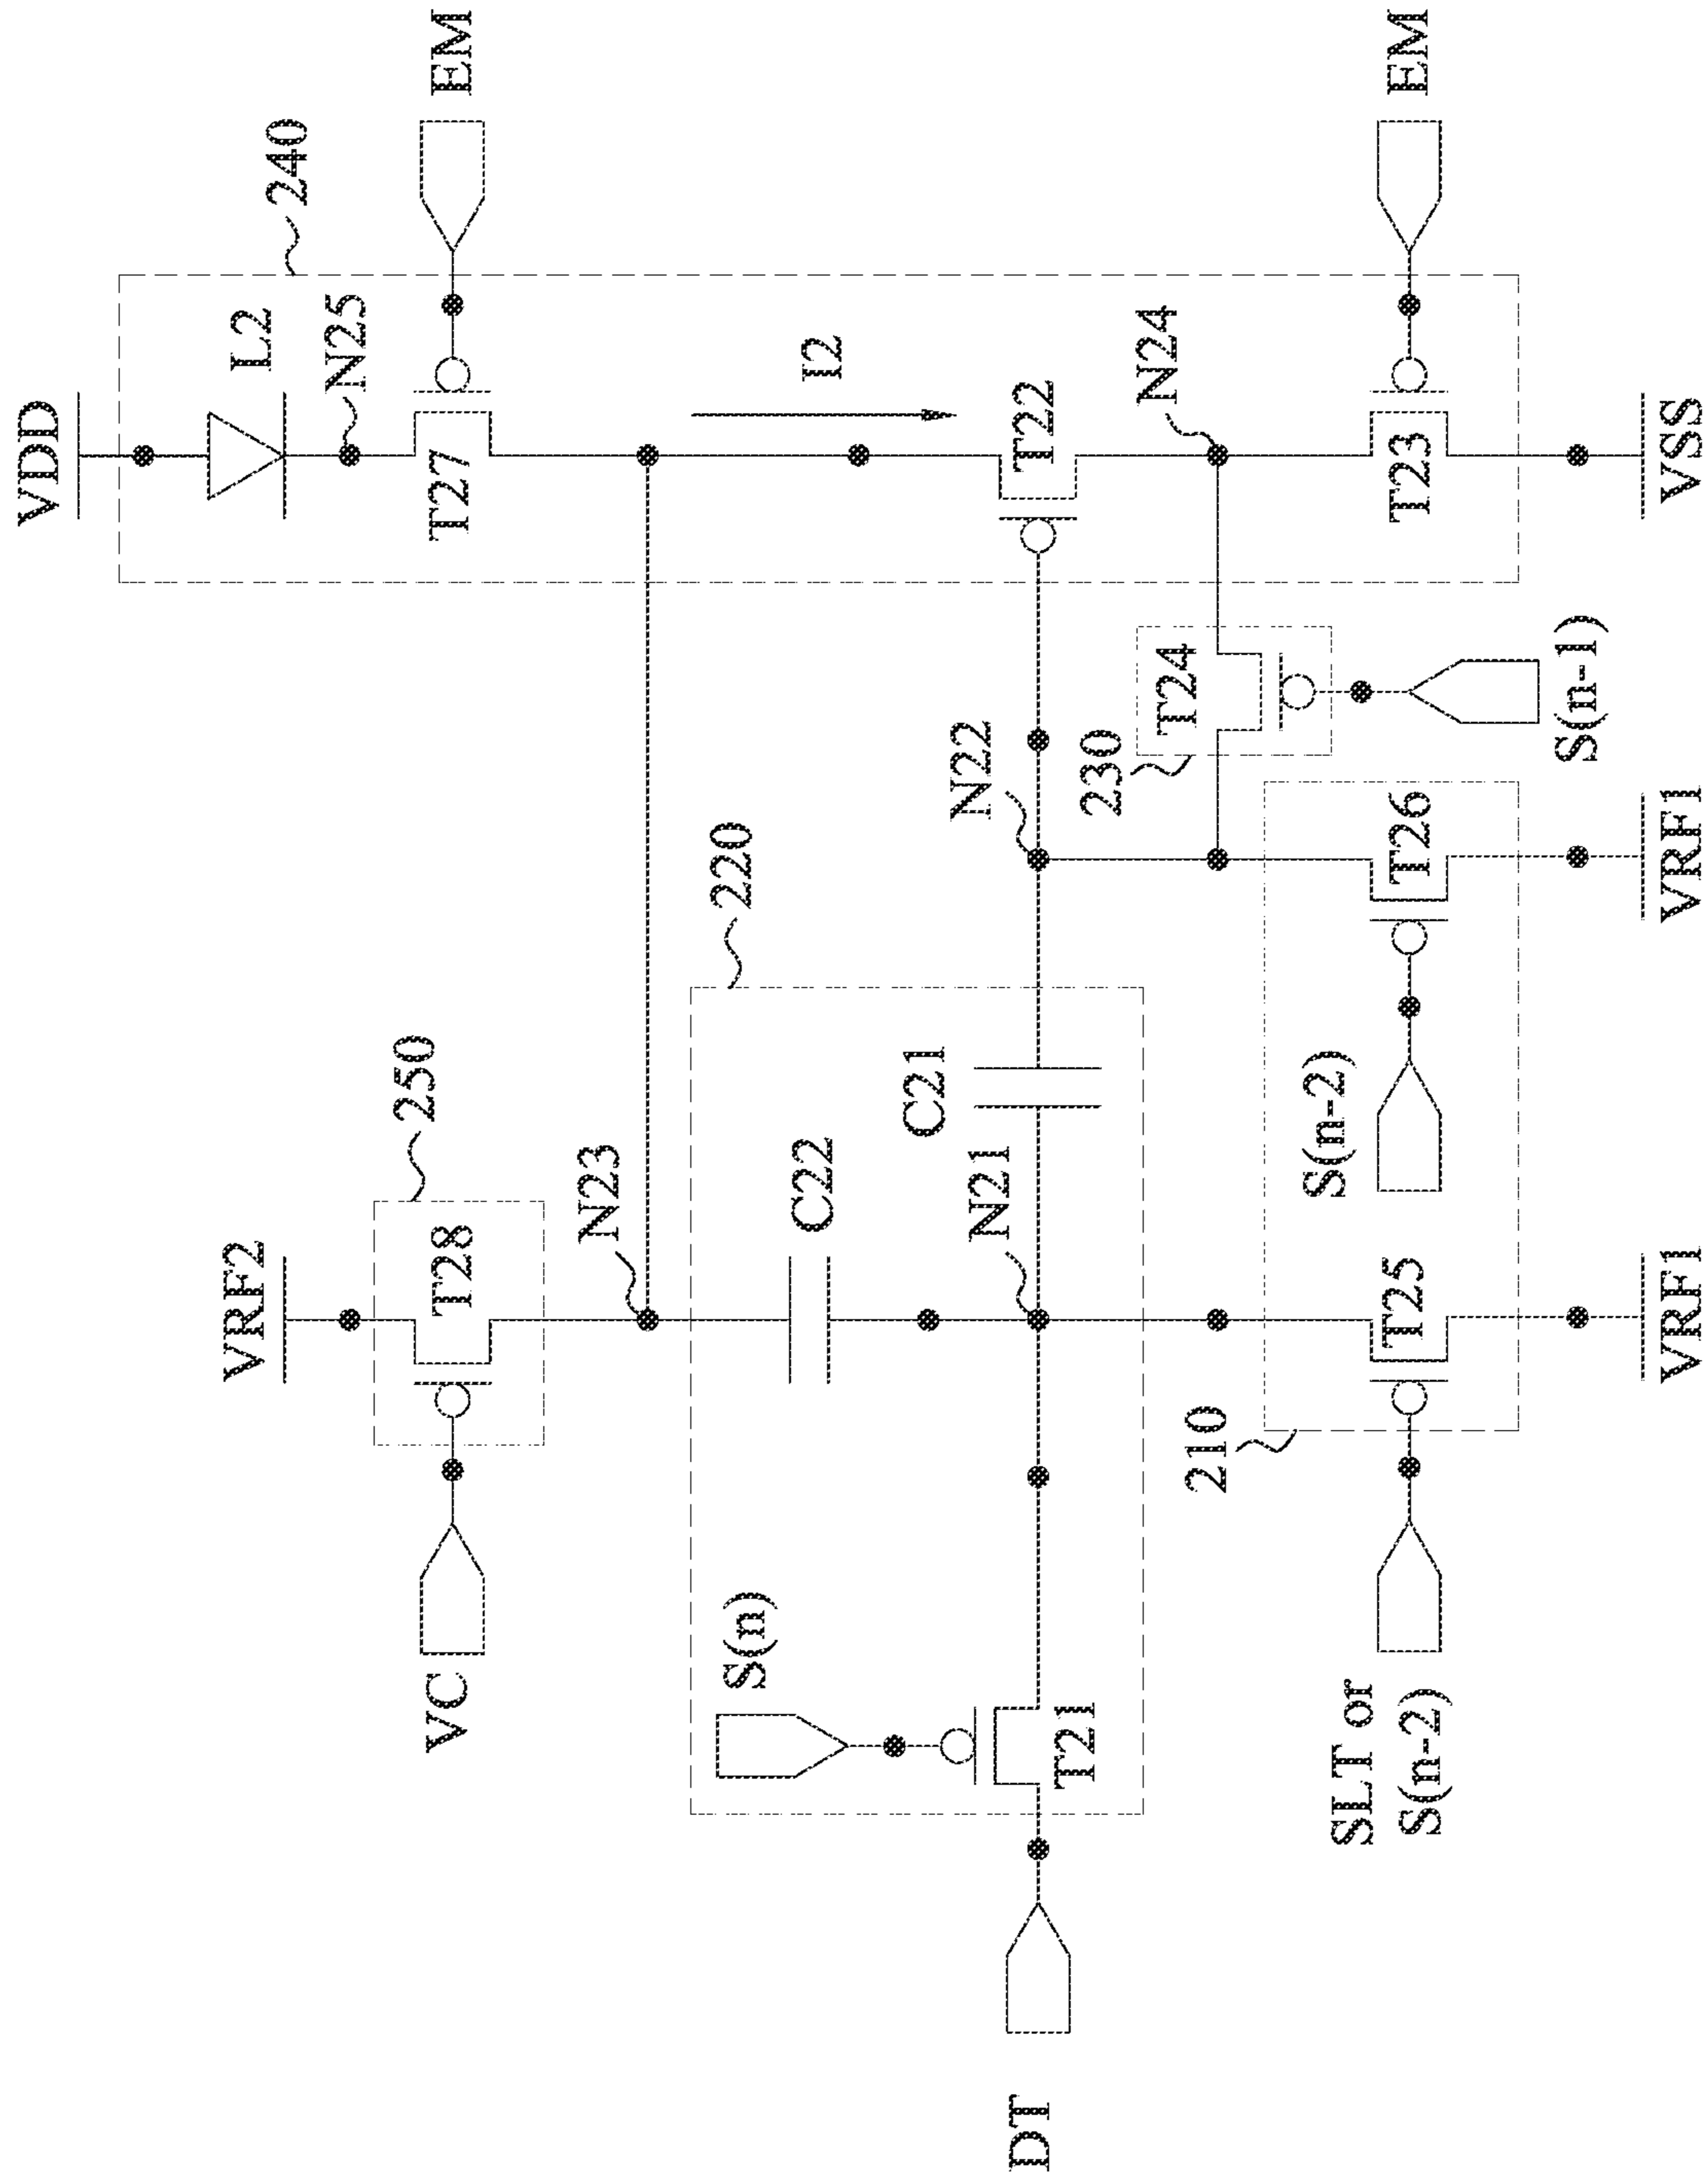 VDD
VRF2
L2
240
N25
250
VC
T28
T27
EM
N23
220
S(n)
C22
I2
C21
N22
N21
DT
T22
T21
230
N24
T24
210
S(n-2)
SLT or
S(n-2)
T25
T26
T23
EM
S(n-1)
VRF1
VRF1
VSS